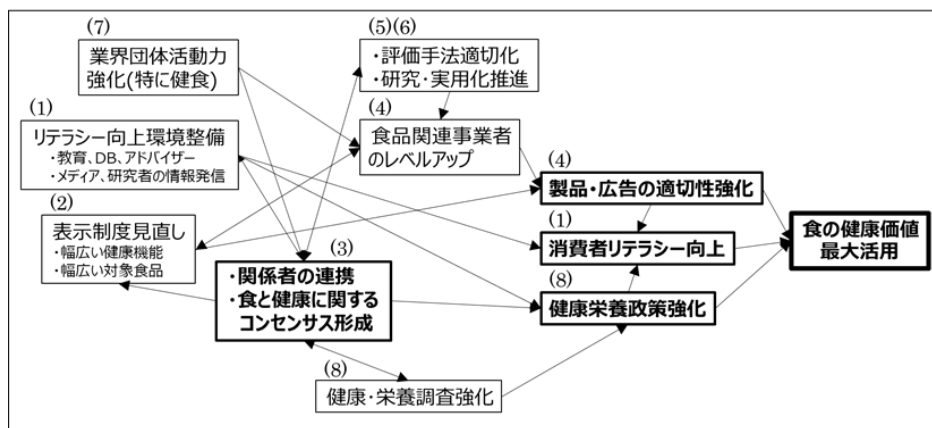 (7)
業界団体活動力
強化(特に健食)
(5)(6)
・評価手法適切化
・研究・実用化推進
(1)
リテラシー向上環境整備
・教育、DB、アドバイザー
・メディア、研究者の情報発信
(4)
食品関連事業者
のレベルアップ
(2)
表示制度見直し
・幅広い健康機能
・幅広い対象食品
(3)
・関係者の連携
・食と健康に関する
コンセンサス形成
(4)
製品・広告の適切性強化
(1)
消費者リテラシー向上
(8)
健康栄養政策強化
食の健康価値
最大活用
(8)
健康・栄養調査強化